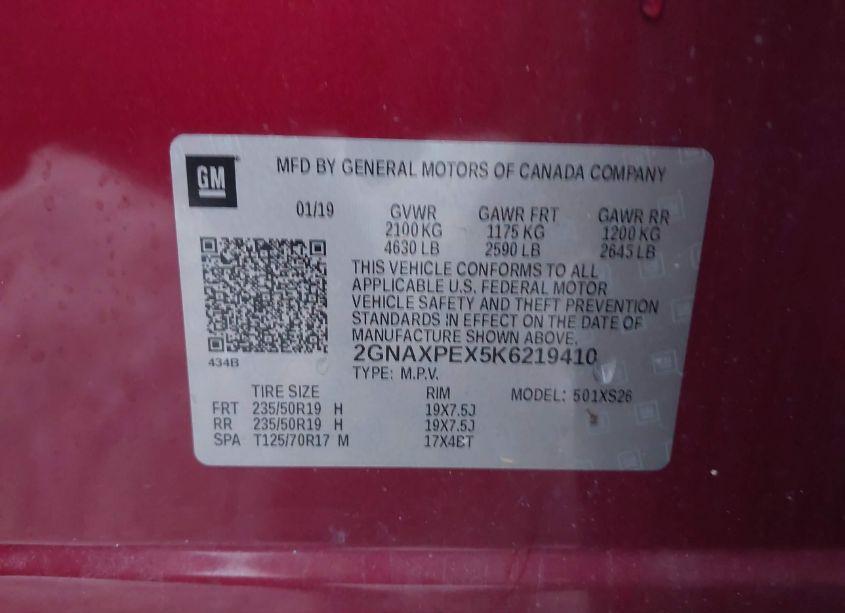 GM
MFD BY GENERAL MOTORS OF CANADA COMPANY
01/19
GVWR GAWR FRT GAWR RR
2100 KG 1175 KG 1200 KG
4630 LB 2590 LB 2645 LB
THIS VEHICLE CONFORMS TO ALL
APPLICABLE U.S. FEDERAL MOTOR
VEHICLE SAFETY AND THEFT PREVENTION
STANDARDS IN EFFECT ON THE DATE OF
MANUFACTURE SHOWN ABOVE.
2GNAXPEX5K6219410
434B
TYPE: M.P.V.
TIRE SIZE RIM MODEL: 501XS26
FRT 235/50R19 H 19X7.5J
RR 235/50R19 H 19X7.5J
SPA T125/70R17 M 17X4BT